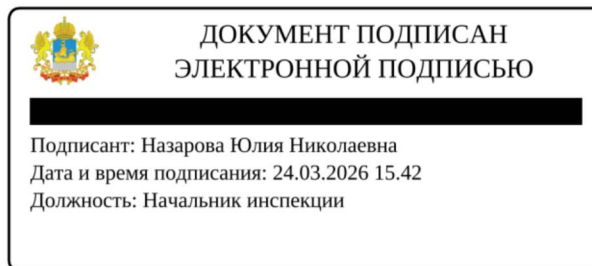 ДОКУМЕНТ ПОДПИСАН
ЭЛЕКТРОННОЙ ПОДПИСЬЮ
Подписант: Назарова Юлия Николаевна
Дата и время подписания: 24.03.2026 15.42
Должность: Начальник инспекции